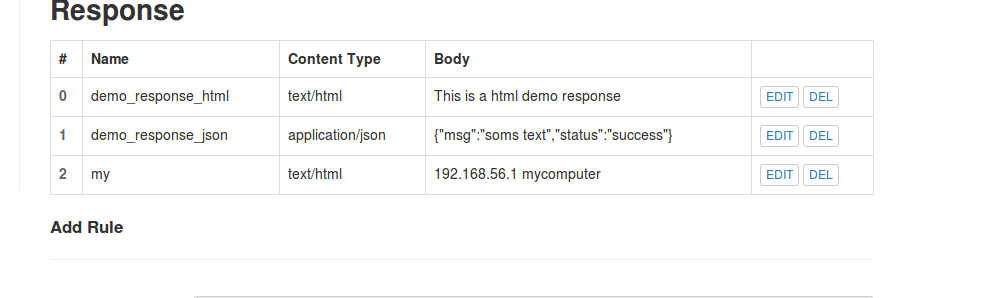 Response
# Name Content Type Body
0 demo_response_html text/html This is a html demo response EDIT DEL
1 demo_response_json application/json {"msg":"soms text","status":"success"} EDIT DEL
2 my text/html 192.168.56.1 mycomputer EDIT DEL
Add Rule